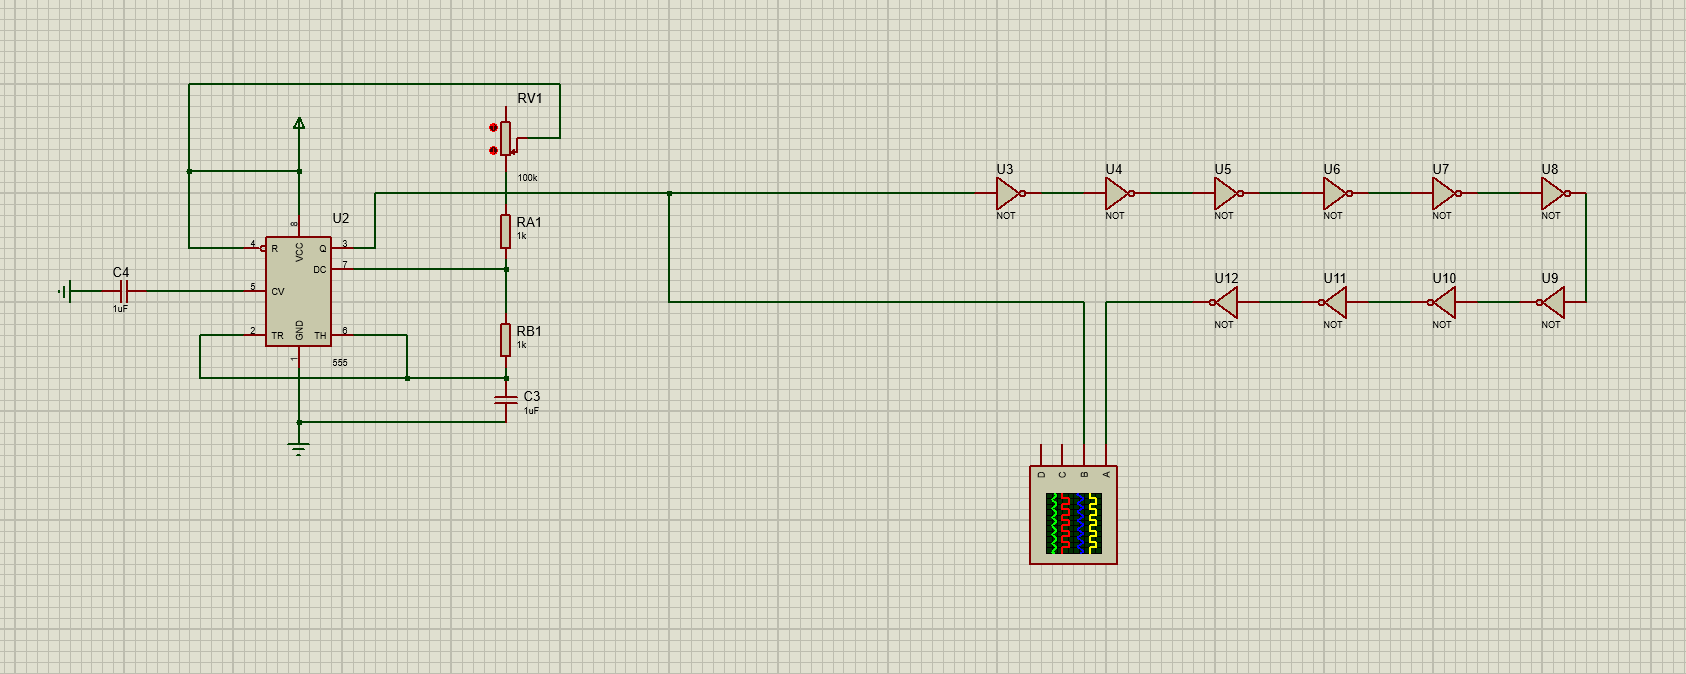 RV1
100k
U2
4
R
8
VCC
Q
3
DC
7
C4
1uF
5
CV
2
TR
GND
TH
6
1
555
RA1
1k
RB1
1k
C3
1uF
U3
NOT
U4
NOT
U5
NOT
U6
NOT
U7
NOT
U8
NOT
U12
NOT
U11
NOT
U10
NOT
U9
NOT
D
C
B
A